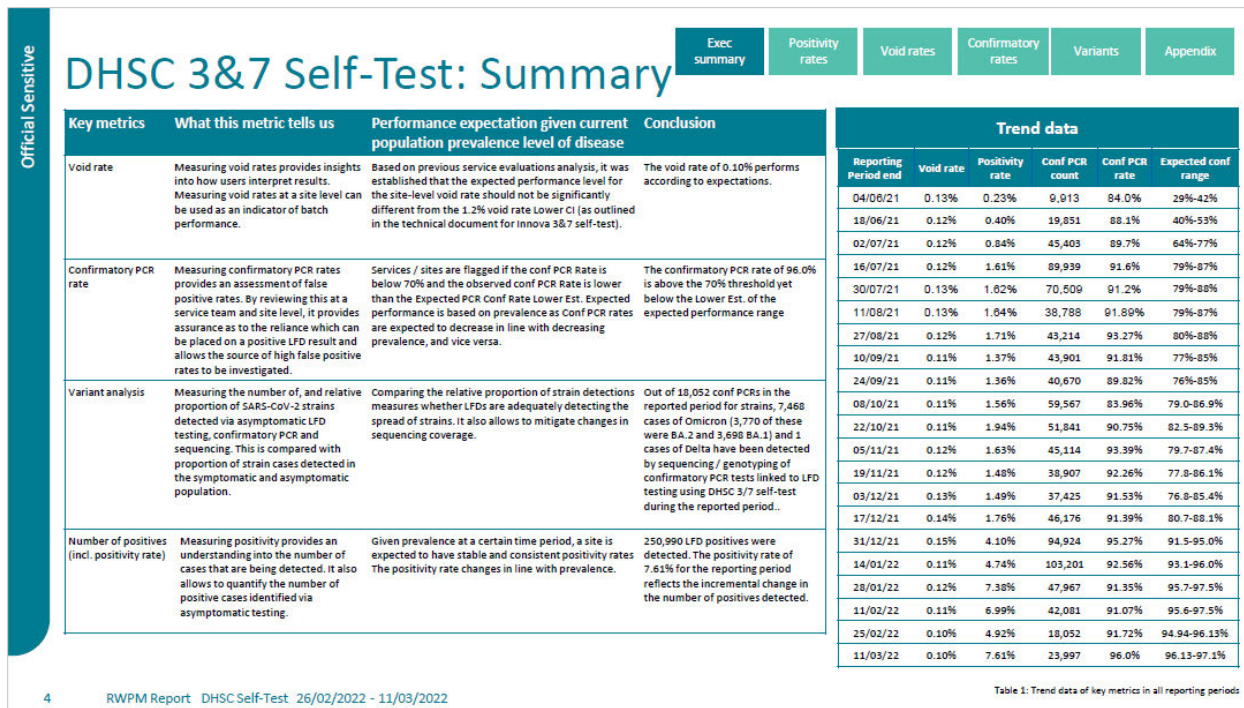 Official Sensitive
DHSC 3&7 Self-Test: Summary
Exec
summary
Positivity
rates
Void rates
Confirmatory
rates
Variants
Appendix
Key metrics
What this metric tells us
Performance expectation given current
population prevalence level of disease
Conclusion
Void rate
Measuring void rates provides insights
into how users interpret results.
Measuring void rates at a site level can
be used as an indicator of batch
performance.
Based on previous service evaluations analysis, it was
established that the expected performance level for
the site-level void rate should not be significantly
different from the 1.2% void rate Lower CI (as outlined
in the technical document for Innova 3&7 self-test).
The void rate of 0.10% performs
according to expectations.
Confirmatory PCR
rate
Measuring confirmatory PCR rates
provides an assessment of false
positive rates. By reviewing this at a
service team and site level, it provides
assurance as to the reliance which can
be placed on a positive LFD result and
allows the source of high false positive
rates to be investigated.
Services / sites are flagged if the conf PCR Rate is
below 70% and the observed conf PCR Rate is lower
than the Expected PCR Conf Rate Lower Est. Expected
performance is based on prevalence as Conf PCR rates
are expected to decrease in line with decreasing
prevalence, and vice versa.
The confirmatory PCR rate of 96.0%
is above the 70% threshold yet
below the Lower Est. of the
expected performance range
Variant analysis
Measuring the number of, and relative
proportion of SARS-CoV-2 strains
detected via asymptomatic LFD
testing, confirmatory PCR and
sequencing. This is compared with
proportion of strain cases detected in
the symptomatic and asymptomatic
population.
Comparing the relative proportion of strain detections
measures whether LFDs are adequately detecting the
spread of strains. It also allows to mitigate changes in
sequencing coverage.
Out of 18,052 conf PCRs in the
reported period for strains, 7,468
cases of Omicron (3,770 of these
were BA.2 and 3,698 BA.1) and 1
cases of Delta have been detected
by sequencing / genotyping of
confirmatory PCR tests linked to LFD
testing using DHSC 3/7 self-test
during the reported period..
Number of positives
(incl. positivity rate)
Measuring positivity provides an
understanding into the number of
cases that are being detected. It also
allows to quantify the number of
positive cases identified via
asymptomatic testing.
Given prevalence at a certain time period, a site is
expected to have stable and consistent positivity rates
The positivity rate changes in line with prevalence.
250,990 LFD positives were
detected. The positivity rate of
7.61% for the reporting period
reflects the incremental change in
the number of positives detected.
Trend data
Reporting
Period end
Void rate
Positivity
rate
Conf PCR
count
Conf PCR
rate
Expected conf
range
04/06/21 0.13% 0.23% 9,913 84.0% 29%-42%
18/06/21 0.12% 0.40% 19,851 88.1% 40%-53%
02/07/21 0.12% 0.84% 45,403 89.7% 64%-77%
16/07/21 0.12% 1.61% 89,939 91.6% 79%-87%
30/07/21 0.13% 1.62% 70,509 91.2% 79%-88%
11/08/21 0.13% 1.64% 38,788 91.89% 79%-87%
27/08/21 0.12% 1.71% 43,214 93.27% 80%-88%
10/09/21 0.11% 1.37% 43,901 91.81% 77%-85%
24/09/21 0.11% 1.36% 40,670 89.82% 76%-85%
08/10/21 0.11% 1.56% 59,567 83.96% 79.0-86.9%
22/10/21 0.11% 1.94% 51,841 90.75% 82.5-89.3%
05/11/21 0.12% 1.63% 45,114 93.39% 79.7-87.4%
19/11/21 0.12% 1.48% 38,907 92.26% 77.8-86.1%
03/12/21 0.13% 1.49% 37,425 91.53% 76.8-85.4%
17/12/21 0.14% 1.76% 46,176 91.39% 80.7-88.1%
31/12/21 0.15% 4.10% 94,924 95.27% 91.5-95.0%
14/01/22 0.11% 4.74% 103,201 92.56% 93.1-96.0%
28/01/22 0.12% 7.38% 47,967 91.35% 95.7-97.5%
11/02/22 0.11% 6.99% 42,081 91.07% 95.6-97.5%
25/02/22 0.10% 4.92% 18,052 91.72% 94.94-96.13%
11/03/22 0.10% 7.61% 23,997 96.0% 96.13-97.1%
Table 1: Trend data of key metrics in all reporting periods
4 RWPM Report DHSC Self-Test 26/02/2022 - 11/03/2022